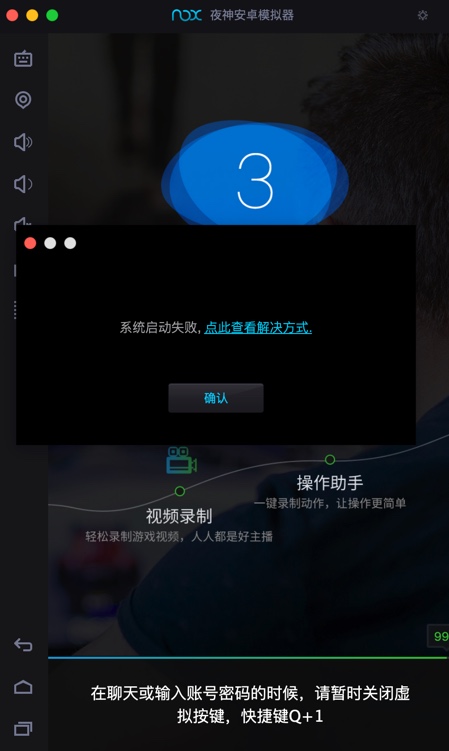 nox 夜神安卓模拟器
3
系统启动失败, 点此查看解决方式.
确认
操作助手
一键录制动作，让操作更简单
视频录制
轻松录制游戏视频，人人都是好主播
99
在聊天或输入账号密码的时候，请暂时关闭虚
拟按键，快捷键Q+1